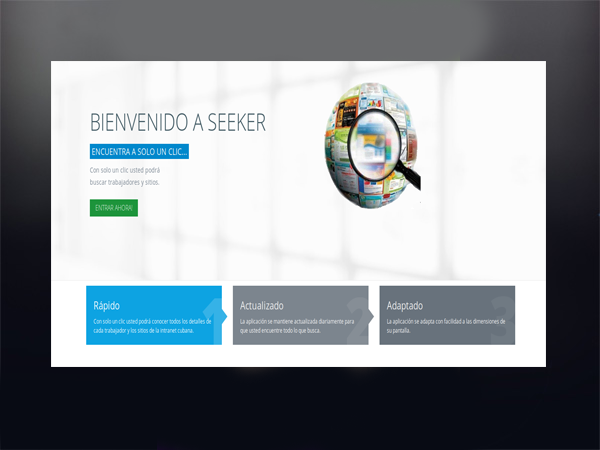 BIENVENIDO A SEEKER
ENCUENTRA A SOLO UN CLIC...
Con solo un clic usted podrá
buscar trabajadores y sitios.
ENTRAR AHORA!
Rápido
1
Con solo un clic usted podrá conocer todos los detalles de
cada trabajador y los sitios de la intranet cubana.
Actualizado
2
La aplicación se mantiene actualizada diariamente para
que usted encuentre todo lo que busca.
Adaptado
3
La aplicación se adapta con facilidad a las dimensiones de
su pantalla.